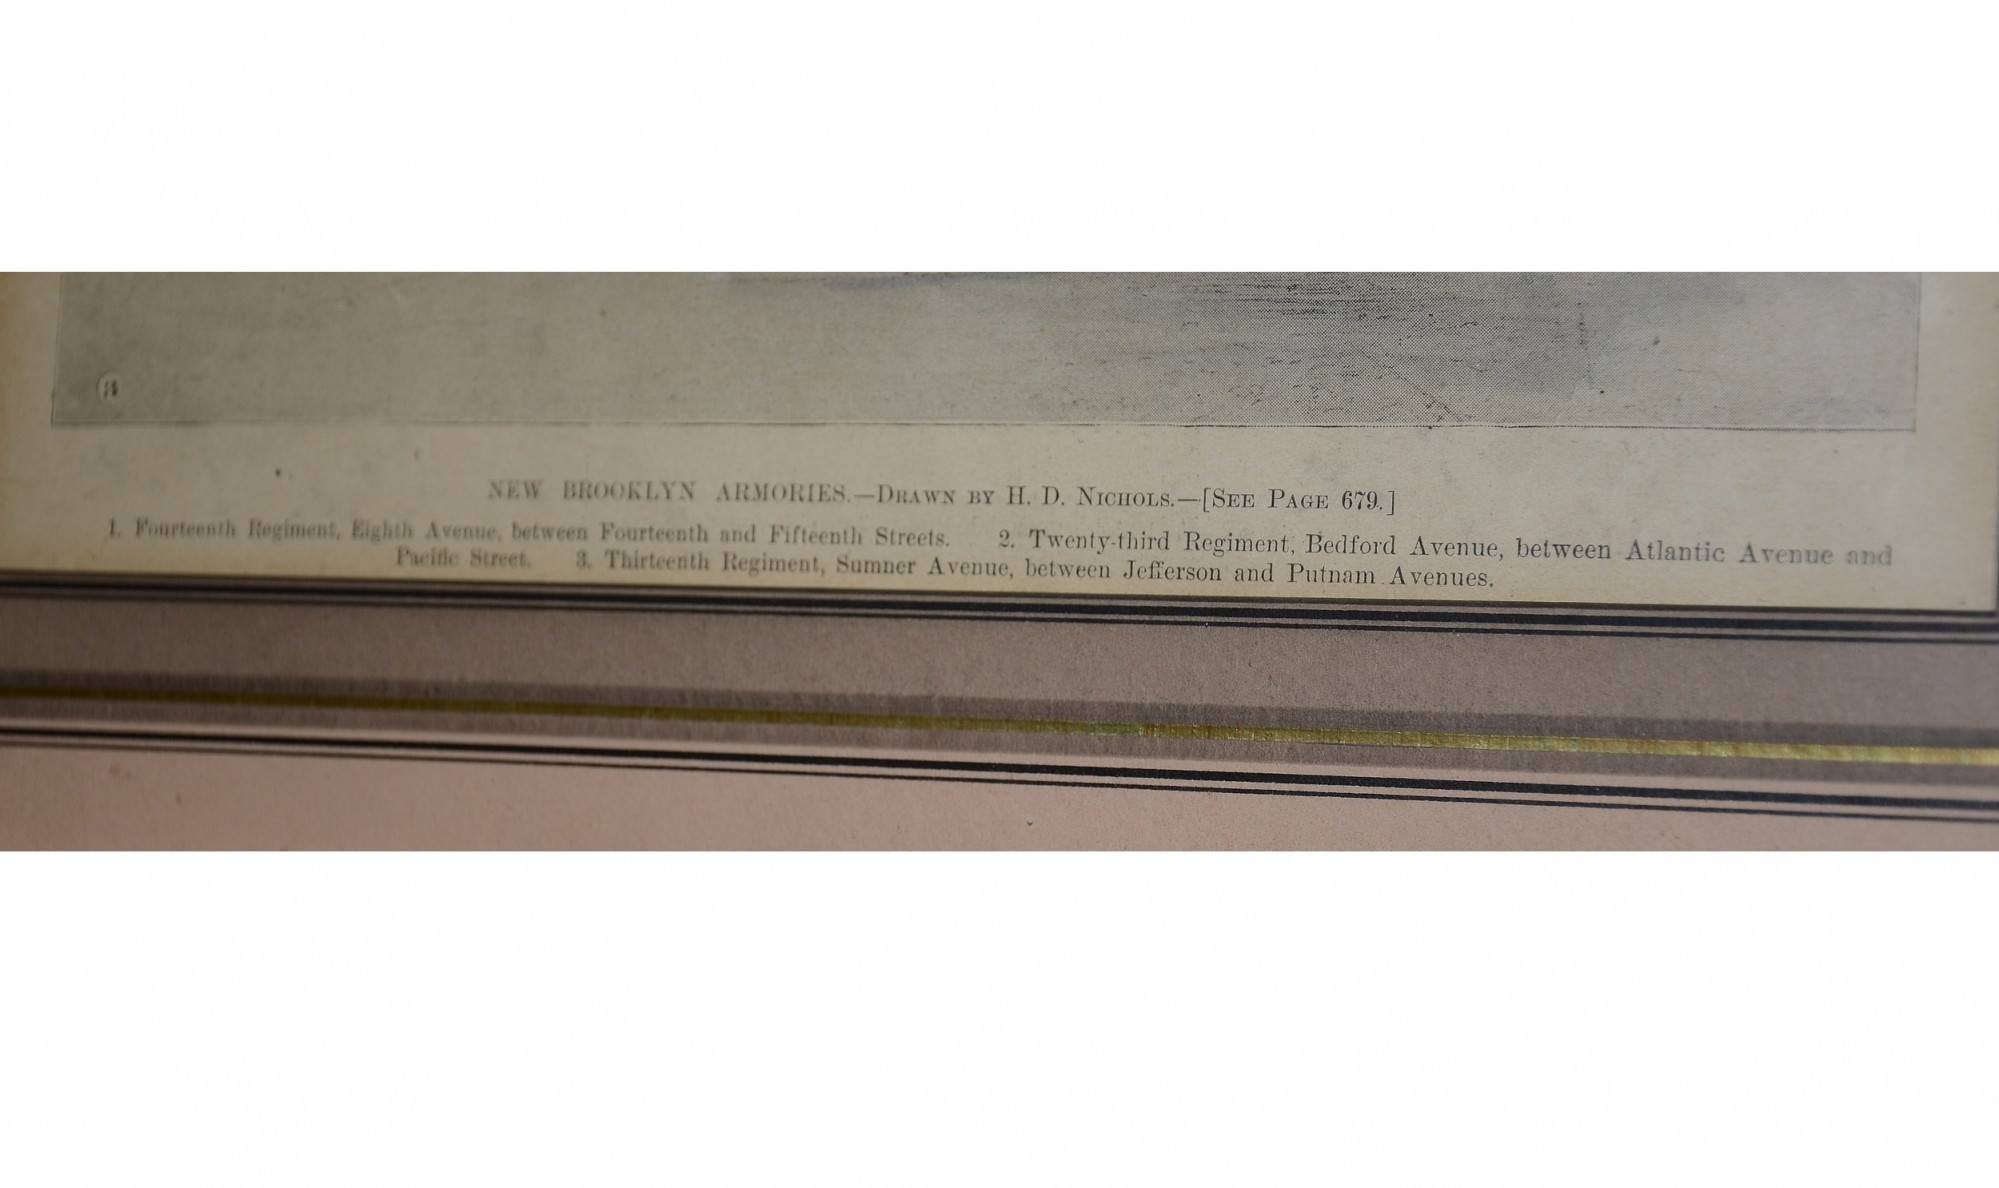 NEW BROOKLYN ARMORIES.—DRAWN BY H. D. NICHOLS.—[SEE PAGE 679.]
1. Fourteenth Regiment, Eighth Avenue, between Fourteenth and Fifteenth Streets. 2. Twenty-third Regiment, Bedford Avenue, between Atlantic Avenue and
Pacific Street. 3. Thirteenth Regiment, Sumner Avenue, between Jefferson and Putnam Avenues.